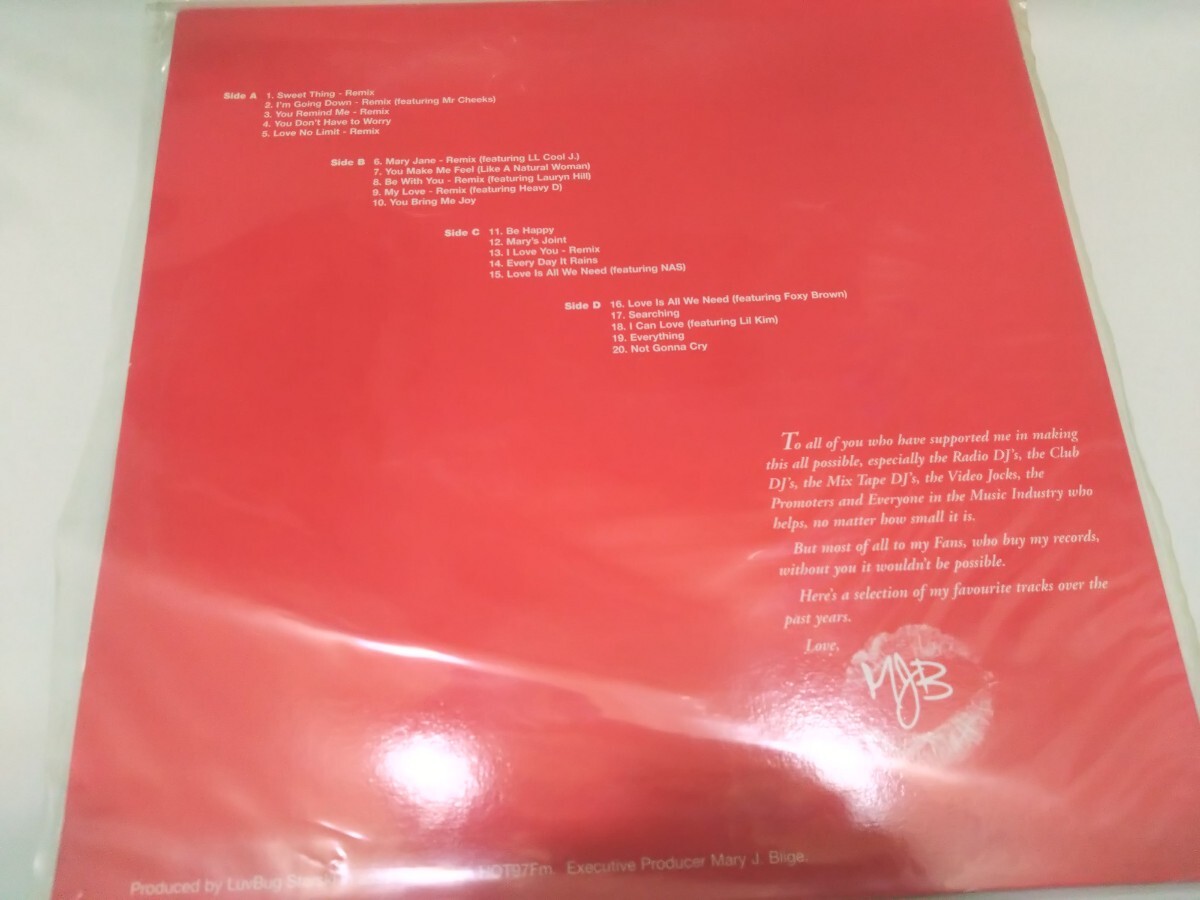 Side A 1. Sweet Thing - Remix
2. I'm Going Down - Remix (featuring Mr Cheeks)
3. You Remind Me - Remix
4. You Don't Have to Worry
5. Love No Limit - Remix
Side B 6. Mary Jane - Remix (featuring LL Cool J.)
7. You Make Me Feel (Like A Natural Woman)
8. Be With You - Remix (featuring Lauryn Hill)
9. My Love - Remix (featuring Heavy D)
10. You Bring Me Joy
Side C 11. Be Happy
12. Mary's Joint
13. I Love You - Remix
14. Every Day It Rains
15. Love Is All We Need (featuring NAS)
Side D 16. Love Is All We Need (featuring Foxy Brown)
17. Searching
18. I Can Love (featuring Lil Kim)
19. Everything
20. Not Gonna Cry
To all of you who have supported me in making
this all possible, especially the Radio DJ's, the Club
DJ's, the Mix Tape DJ's, the Video Jocks, the
Promoters and Everyone in the Music Industry who
helps, no matter how small it is.
But most of all to my Fans, who buy my records,
without you it wouldn't be possible.
Here's a selection of my favourite tracks over the
past years.
Love,
MJB
Produced by LuvBug HOT97Fm. Executive Producer Mary J. Blige.